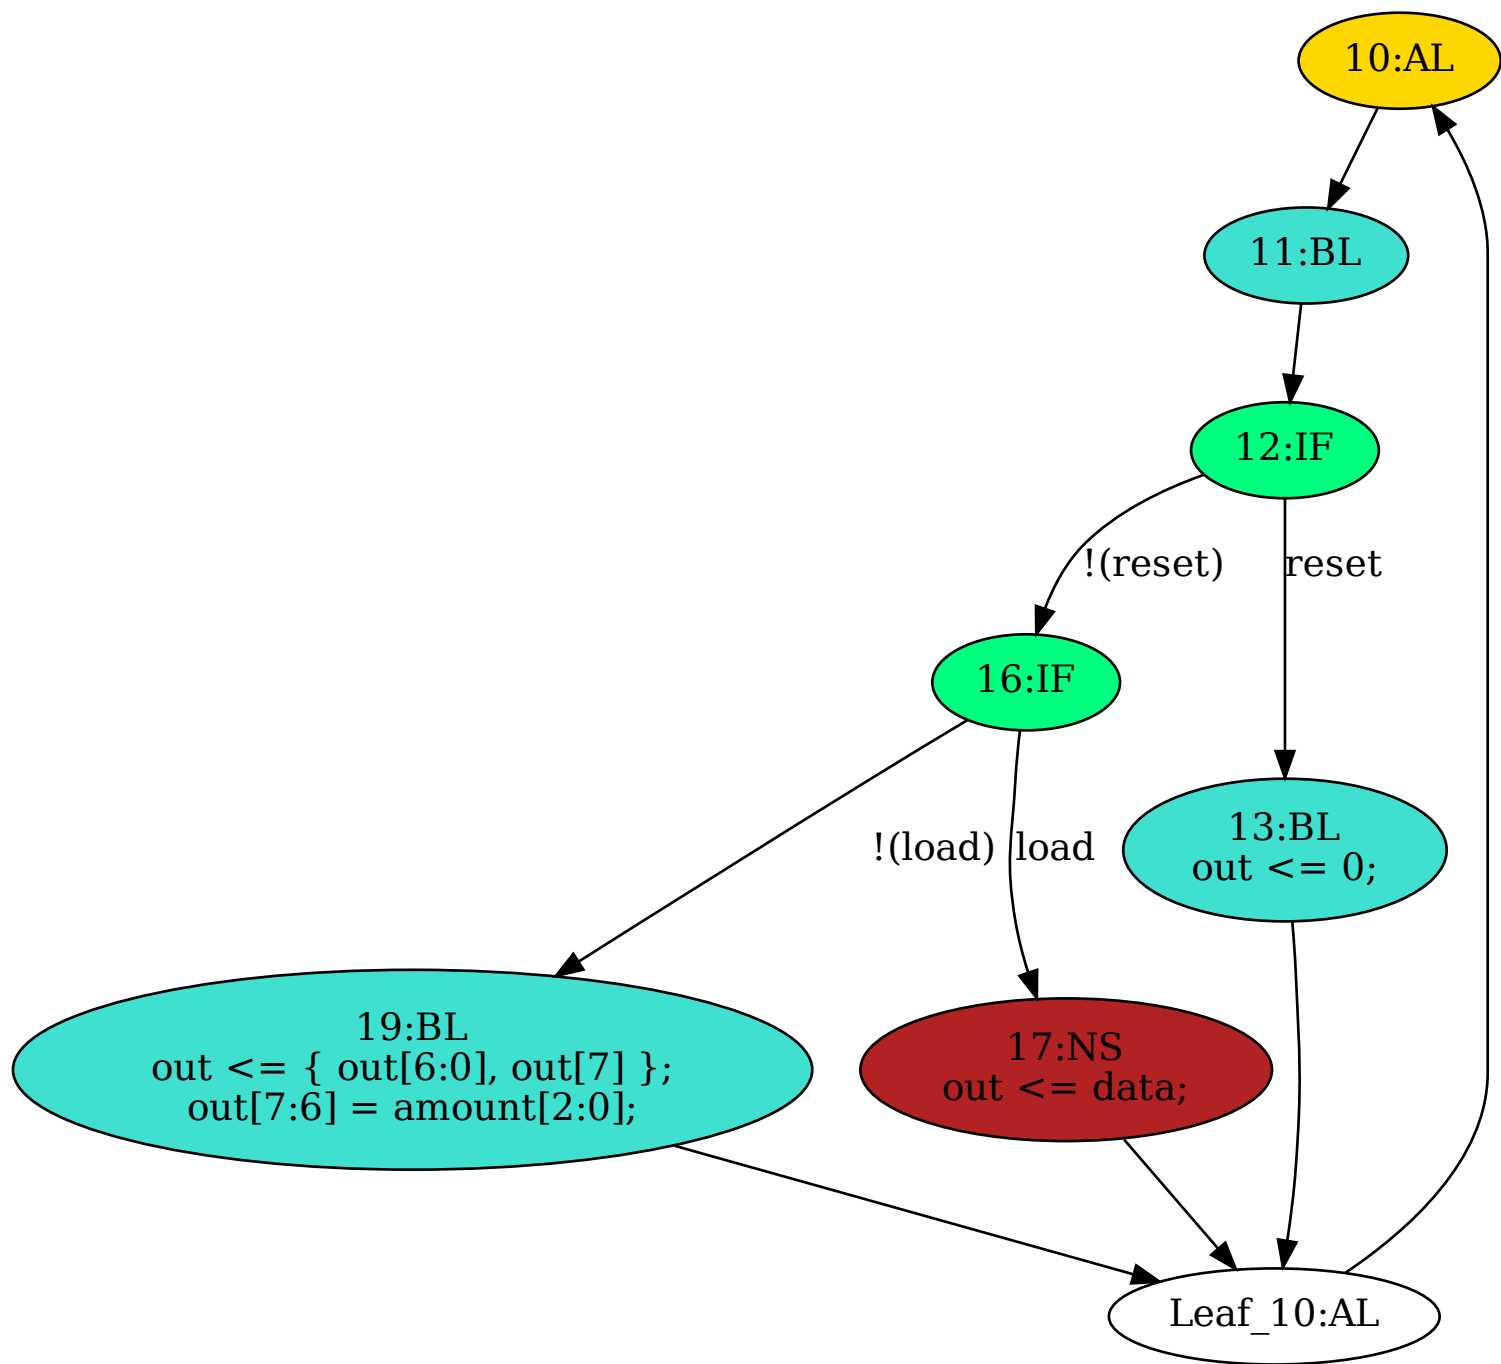 10:AL
11:BL
12:IF
!(reset)
reset
16:IF
!(load)
load
13:BL
out <= 0;
19:BL
out <= { out[6:0], out[7] };
out[7:6] = amount[2:0];
17:NS
out <= data;
Leaf_10:AL